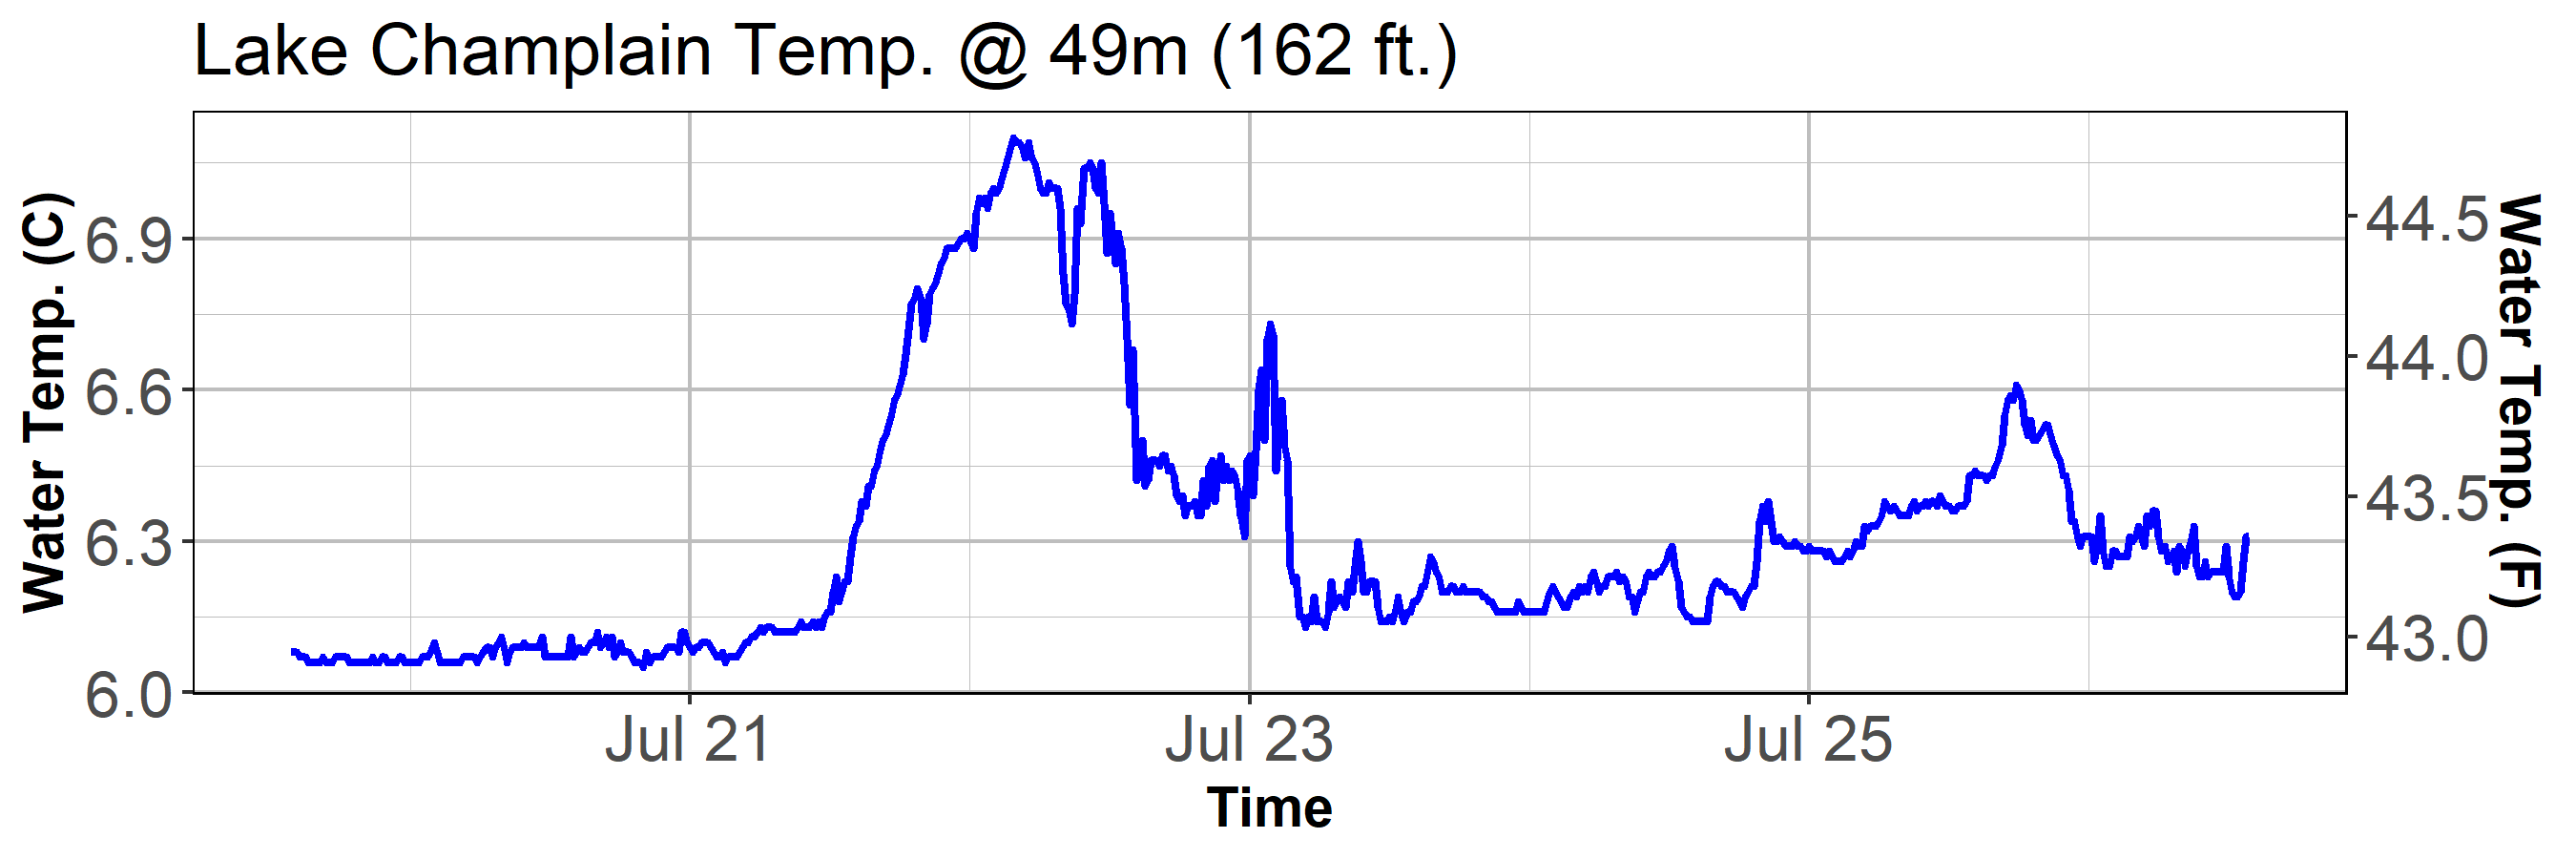 Lake Champlain Temp. @ 49m (162 ft.)
Water Temp. (C)
6.9
6.6
6.3
6.0
44.5
44.0
43.5
43.0
Water Temp. (F)
Jul 21
Jul 23
Jul 25
Time